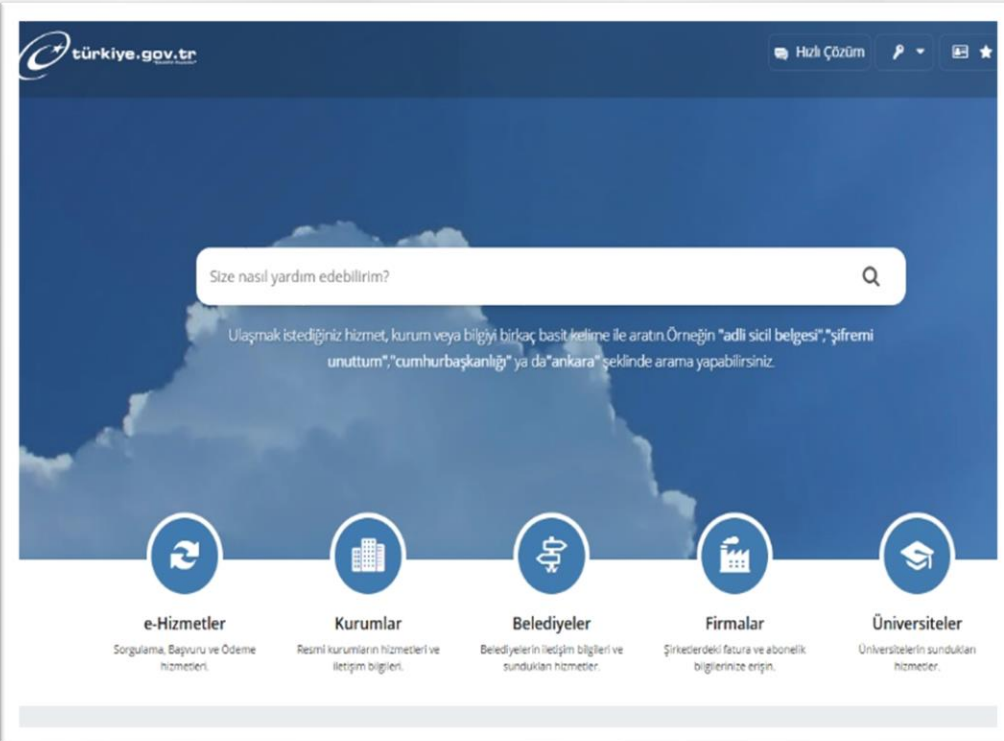 türkiye.gov.tr
Hızlı Çözüm
Size nasıl yardım edebilirim?
Ulaşmak istediğiniz hizmet, kurum veya bilgiyi birkaç basit kelime ile aratın.Örneğin "adli sicil belgesi","şifremi
unuttum","cumhurbaşkanlığı" ya da"ankara" şeklinde arama yapabilirsiniz.
e-Hizmetler
Sorgulama, Başvuru ve Ödeme
hizmetleri.
Kurumlar
Resmi kurumların hizmetleri ve
iletişim bilgileri.
Belediyeler
Belediyelerin iletişim bilgileri ve
sundukları hizmetler.
Firmalar
Şirketlerdeki fatura ve abonelik
bilgilerinize erişin.
Üniversiteler
Üniversitelerin sundukları
hizmetler.